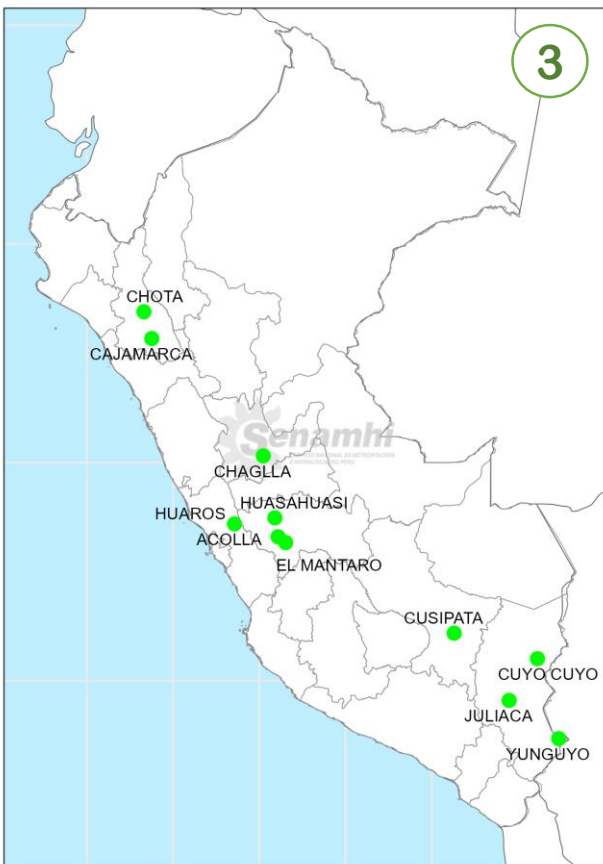 3
CHOTA
CAJAMARCA
Senamhi
CHAGLLA
HUASAHUASI
HUAROS
ACOLLA
EL MANTARO
CUSIPATA
CUYO CUYO
JULIACA
YUNGUYO